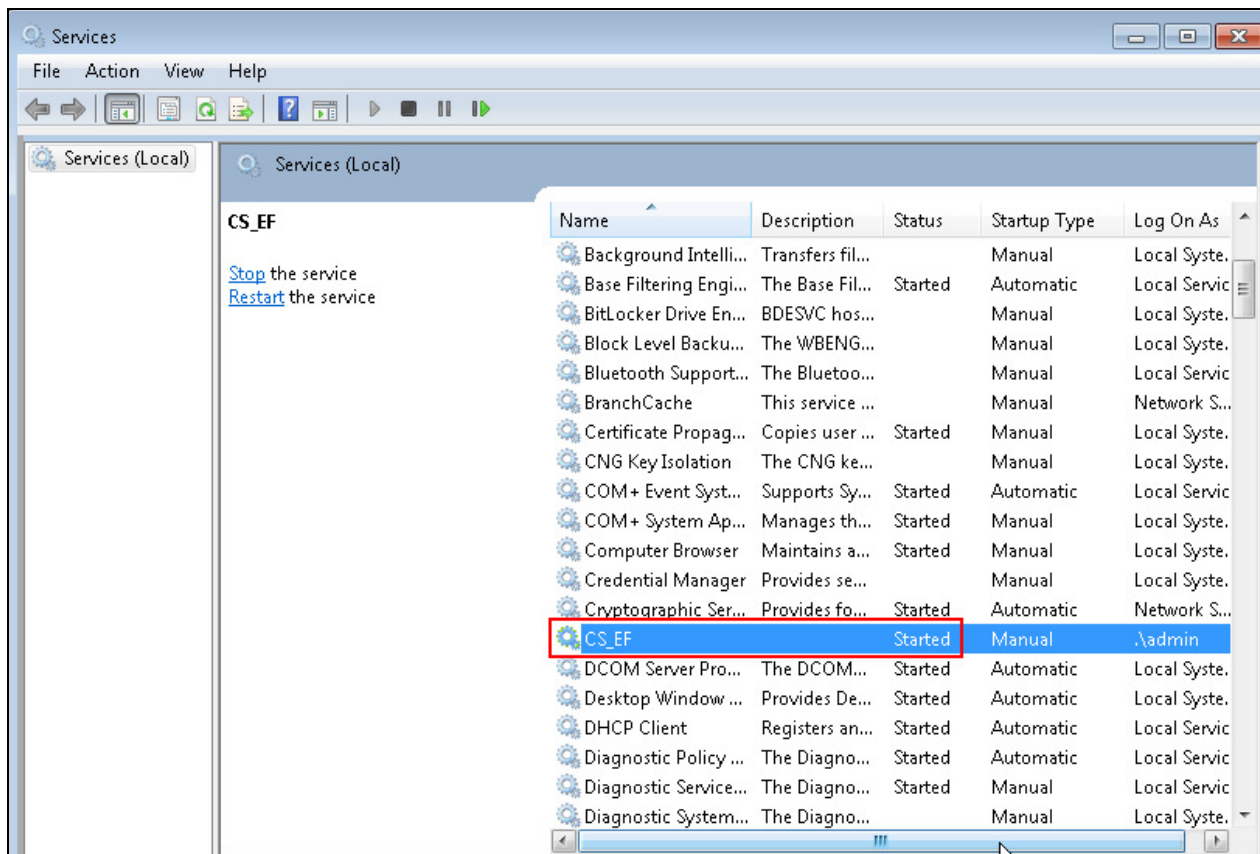 Services
File Action View Help
Services (Local)
Services (Local)
CS_EF
Stop the service
Restart the service
Name Description Status Startup Type Log On As
Background Intelli... Transfers fil... Manual Local Syste.
Base Filtering Engi... The Base Fil... Started Automatic Local Servic
BitLocker Drive En... BDESVC hos... Manual Local Syste.
Block Level Backu... The WBENG... Manual Local Syste.
Bluetooth Support... The Bluetoo... Manual Local Servic
BranchCache This service ... Manual Network S...
Certificate Propag... Copies user ... Started Manual Local Syste.
CNG Key Isolation The CNG ke... Manual Local Syste.
COM+ Event Syst... Supports Sy... Started Automatic Local Servic
COM+ System Ap... Manages th... Started Manual Local Syste.
Computer Browser Maintains a... Started Manual Local Syste.
Credential Manager Provides se... Manual Local Syste.
Cryptographic Ser... Provides fo... Started Automatic Network S...
CS_EF Started Manual .\admin
DCOM Server Pro... The DCOM... Started Automatic Local Syste.
Desktop Window ... Provides De... Started Automatic Local Syste.
DHCP Client Registers an... Started Automatic Local Servic
Diagnostic Policy ... The Diagno... Started Automatic Local Servic
Diagnostic Service... The Diagno... Started Manual Local Servic
Diagnostic System... The Diagno... Manual Local Syste.